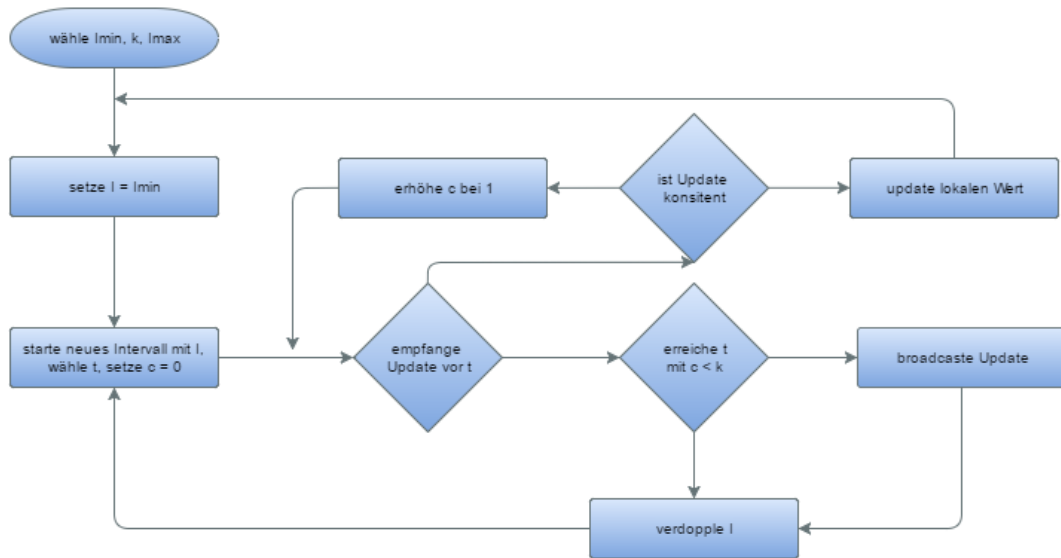 wähle Imin, k, Imax
setze I = Imin
erhöhe c bei 1
ist Update
konsitent
update lokalen Wert
starte neues Intervall mit I,
wähle t, setze c = 0
empfange
Update vor t
erreiche t
mit c < k
broadcaste Update
verdopple I